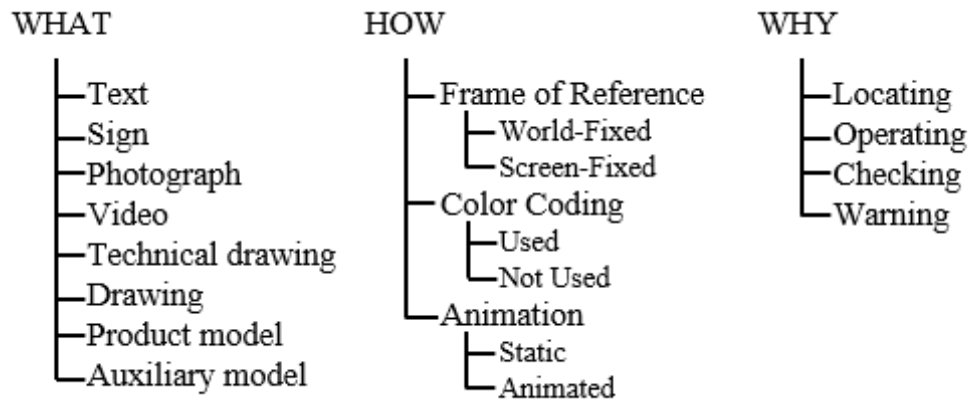 WHAT
Text
Sign
Photograph
Video
Technical drawing
Drawing
Product model
Auxiliary model
HOW
Frame of Reference
World-Fixed
Screen-Fixed
Color Coding
Used
Not Used
Animation
Static
Animated
WHY
Locating
Operating
Checking
Warning